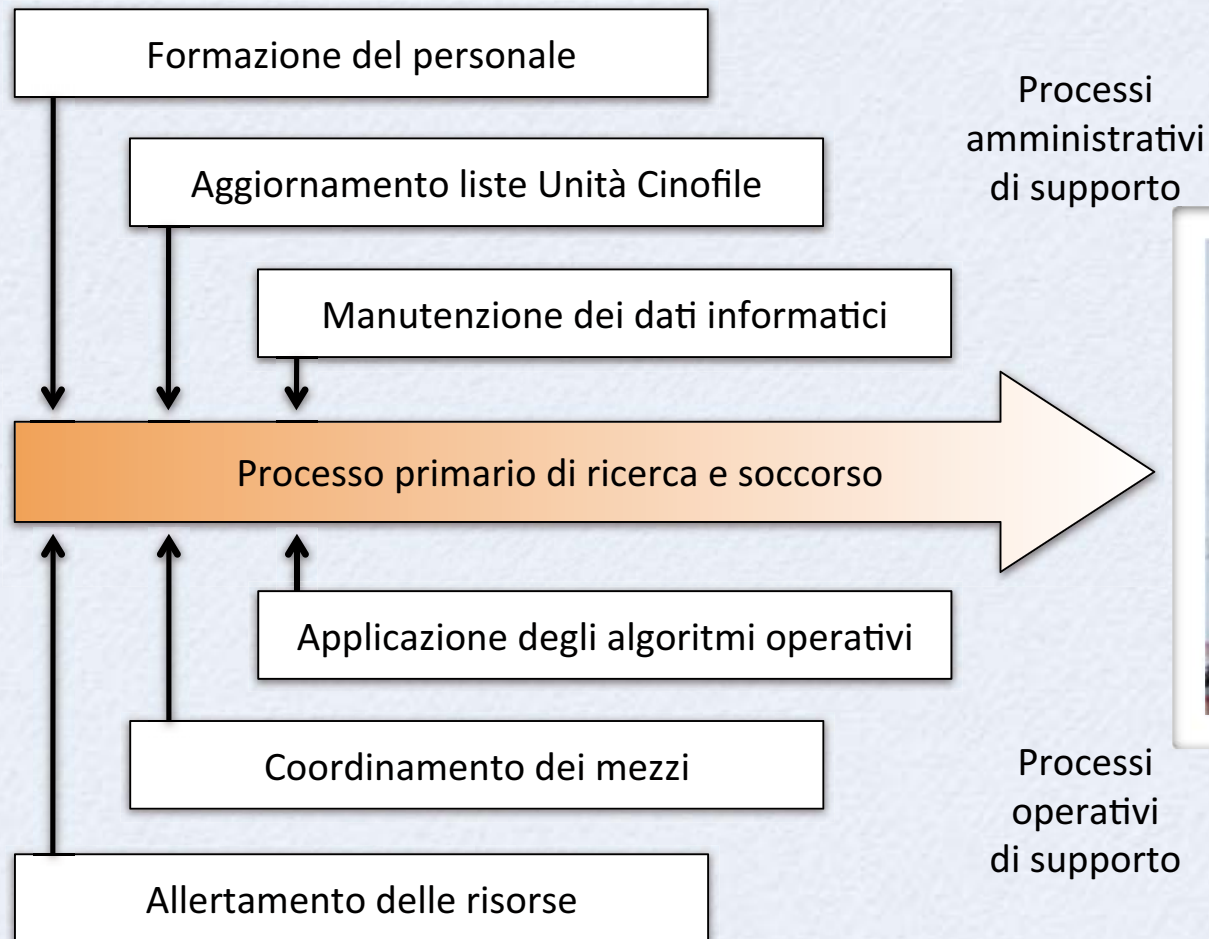 Formazione del personale
Processi
amministrativi
di supporto
Aggiornamento liste Unità Cinofile
Manutenzione dei dati informatici
Processo primario di ricerca e soccorso
Applicazione degli algoritmi operativi
Coordinamento dei mezzi
Processi
operativi
di supporto
Allertamento delle risorse